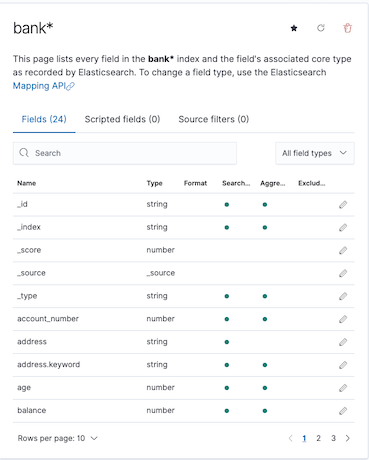 bank*
This page lists every field in the bank* index and the field's associated core type
as recorded by Elasticsearch. To change a field type, use the Elasticsearch
Mapping API
Fields (24) Scripted fields (0) Source filters (0)
Search All field types
Name Type Format Search... Aggre... Exclud...
_id string
_index string
_score number
_source _source
_type string
account_number number
address string
address.keyword string
age number
balance number
Rows per page: 10 1 2 3